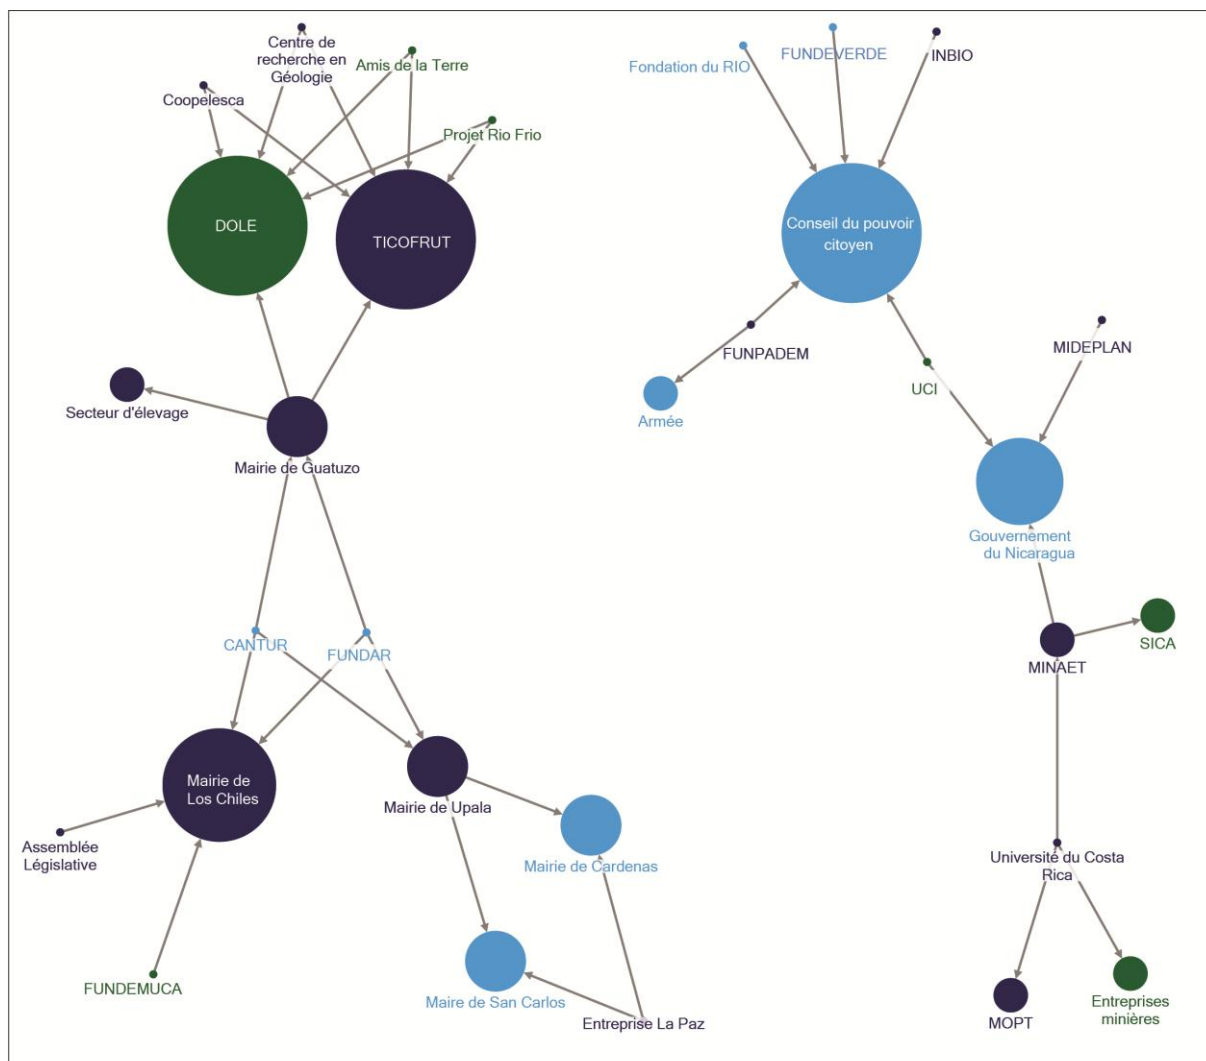 Centre de
recherche en
Géologie
Amis de la Terre
Coopelesca
Projet Rio Frio
DOLE
TICOFRUT
Secteur d'élevage
Mairie de Guatuzo
CANTUR
FUNDAR
Mairie de
Los Chiles
Mairie de Upala
Assemblée
Législative
Mairie de Cardenas
FUNDEMUCA
Maire de San Carlos
Entreprise La Paz
Fondation du RIO
FUNDEVERDE
INBIO
Conseil du pouvoir
citoyen
FUNPADEM
MIDEPLAN
UCI
Armée
Gouvernement
du Nicaragua
SICA
MINAET
Université du Costa
Rica
MOPT
Entreprises
minières